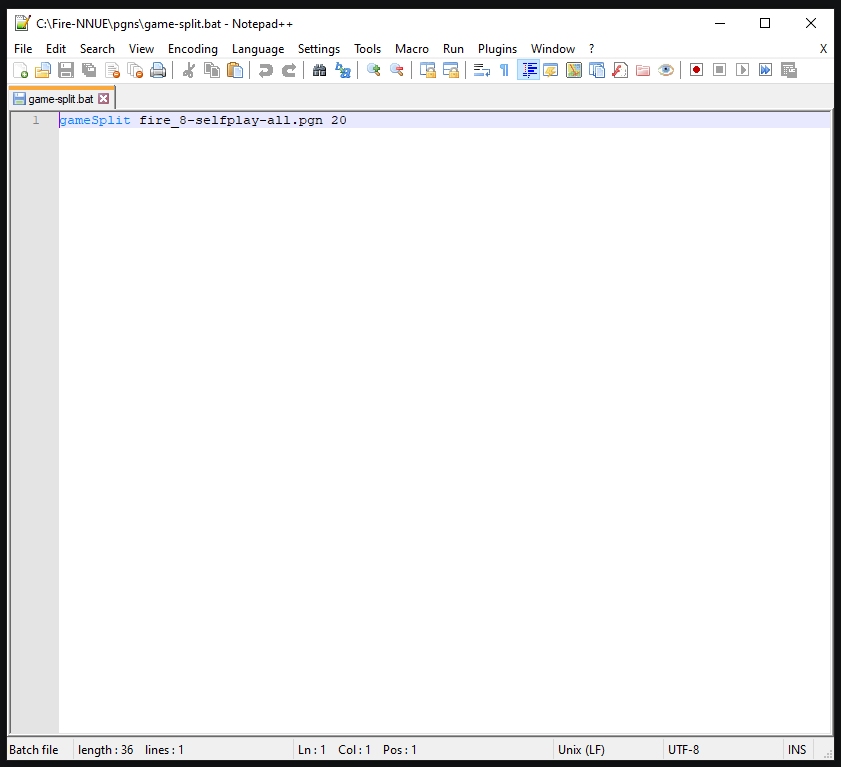 C:\Fire-NNUE\pgns\game-split.bat - Notepad++
File Edit Search View Encoding Language Settings Tools Macro Run Plugins Window ? X
game-split.bat
1 gameSplit fire_8-selfplay-all.pgn 20
Batch file length : 36 lines : 1 Ln : 1 Col : 1 Pos : 1 Unix (LF) UTF-8 INS